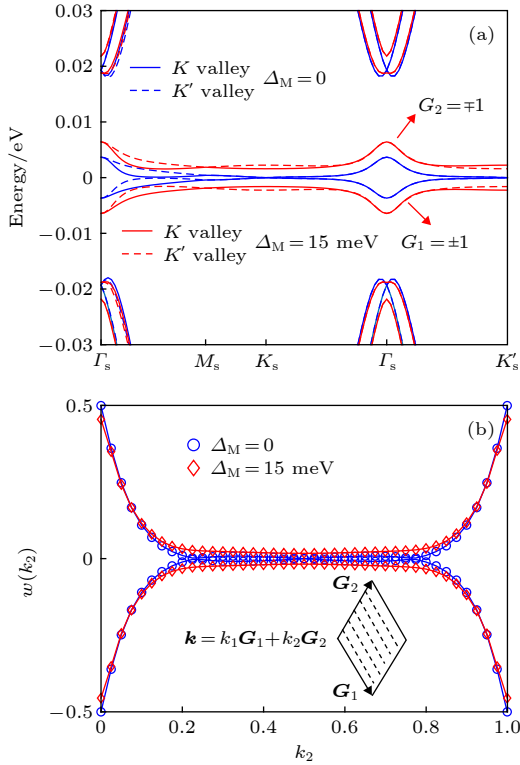 (a)
0.03
0.02
0.01
0
−0.01
−0.02
−0.03
Energy/eV
K valley
K′ valley
Δ_M = 0
G_2 = ∓1
K valley
K′ valley
Δ_M = 15 meV
G_1 = ±1
Γ_s
M_s
K_s
Γ_s
K′_s
(b)
0.5
0
−0.5
w(k_2)
Δ_M = 0
Δ_M = 15 meV
G_2
k = k_1G_1 + k_2G_2
G_1
0
0.2
0.4
0.6
0.8
1.0
k_2